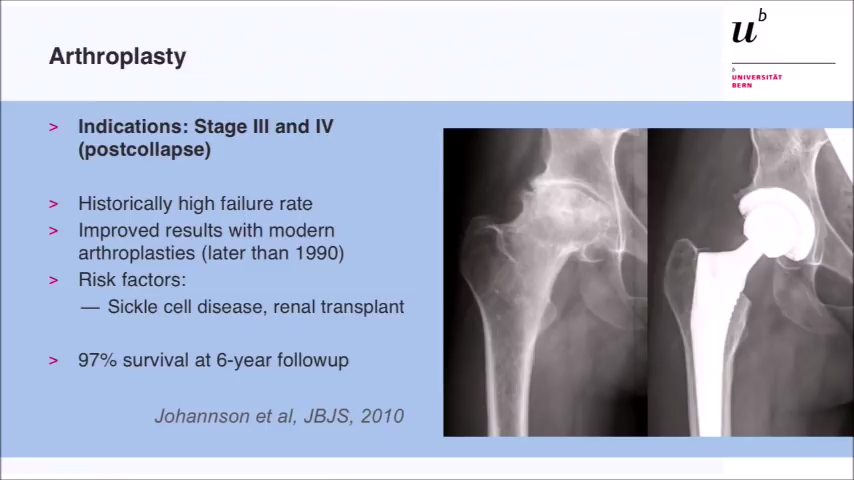 Arthroplasty
u^b
b
UNIVERSITÄT
BERN
> Indications: Stage III and IV
(postcollapse)
> Historically high failure rate
> Improved results with modern
arthroplasties (later than 1990)
> Risk factors:
— Sickle cell disease, renal transplant
> 97% survival at 6-year followup
Johannson et al, JBJS, 2010